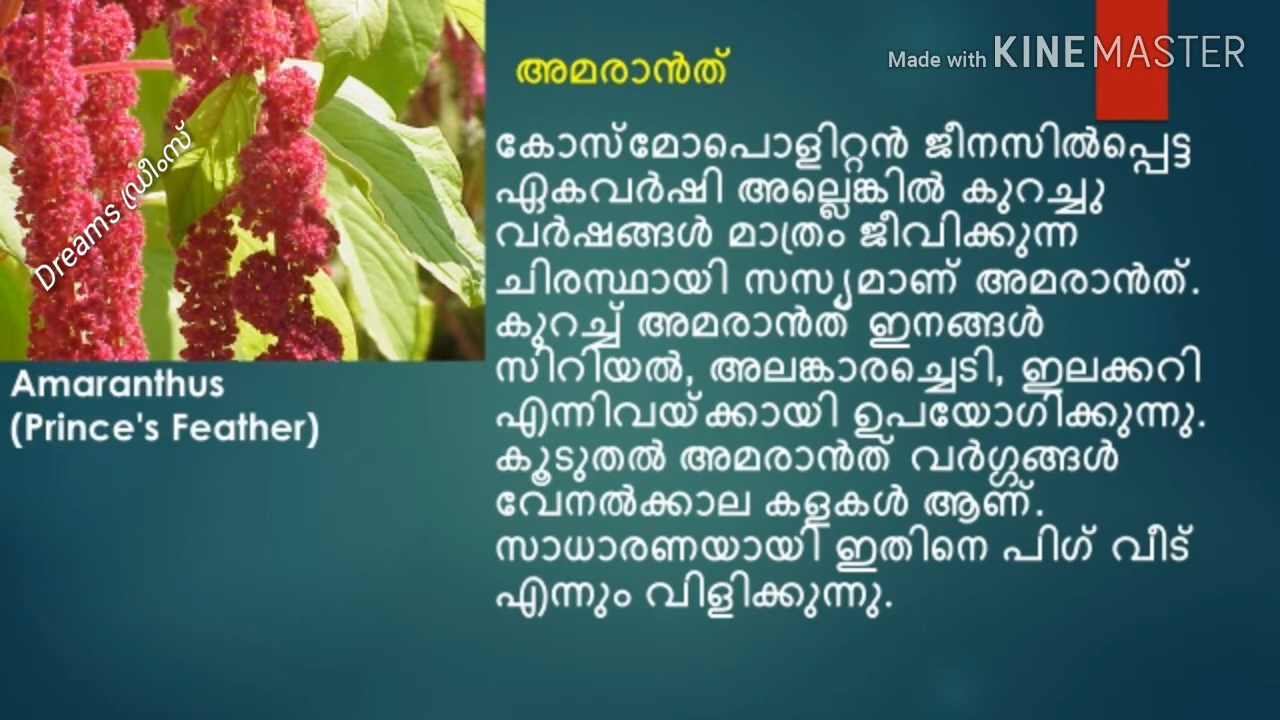 Made with KINEMASTER
അമരാൻത്
Dreams ഡ്രീംസ്
കോസ്മോപൊളിറ്റൻ ജീനസിൽപ്പെട്ട
ഏകവർഷി അല്ലെങ്കിൽ കുറച്ചു
വർഷങ്ങൾ മാത്രം ജീവിക്കുന്ന
ചിരസ്ഥായി സസ്യമാണ് അമരാൻത്.
കുറച്ച് അമരാൻത് ഇനങ്ങൾ
സിറിയൽ, അലങ്കാരച്ചെടി, ഇലക്കറി
എന്നിവയ്ക്കായി ഉപയോഗിക്കുന്നു.
കൂടുതൽ അമരാൻത് വർഗ്ഗങ്ങൾ
വേനൽക്കാല കളകൾ ആണ്.
സാധാരണയായി ഇതിനെ പിഗ് വീട്
എന്നും വിളിക്കുന്നു.
Amaranthus
(Prince's Feather)